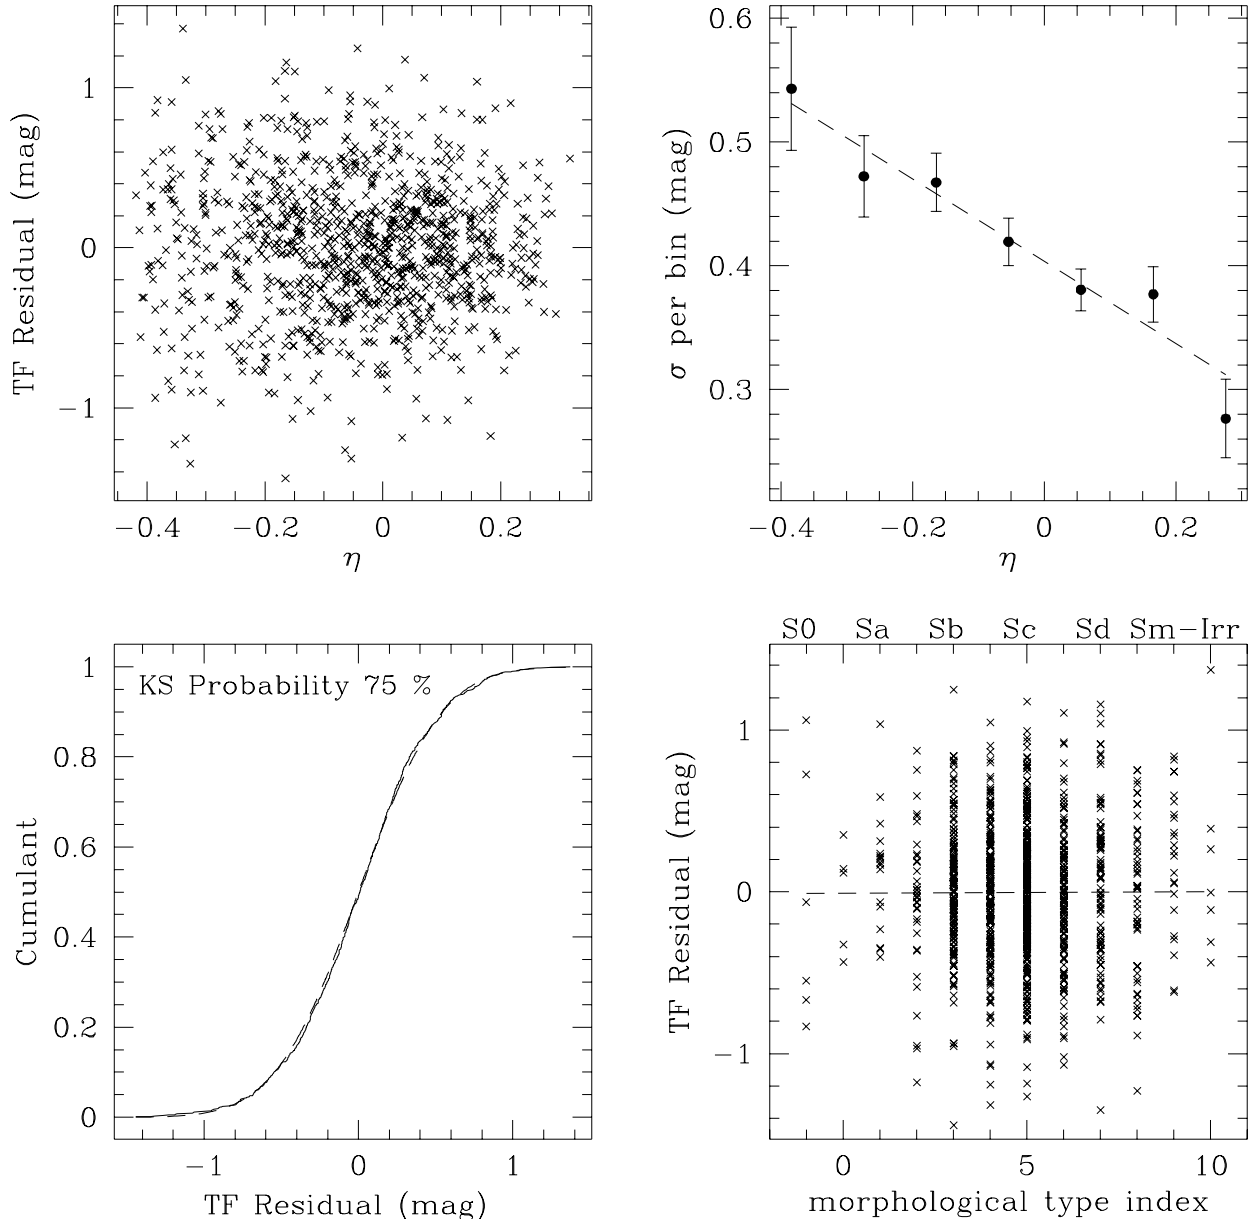 1
0
−1
TF Residual (mag)
−0.4 −0.2 0 0.2
η
0.6
0.5
0.4
0.3
σ per bin (mag)
−0.4 −0.2 0 0.2
η
KS Probability 75 %
1
0.8
0.6
0.4
0.2
0
Cumulant
−1 0 1
TF Residual (mag)
S0 Sa Sb Sc Sd Sm−Irr
1
0
−1
TF Residual (mag)
0 5 10
morphological type index